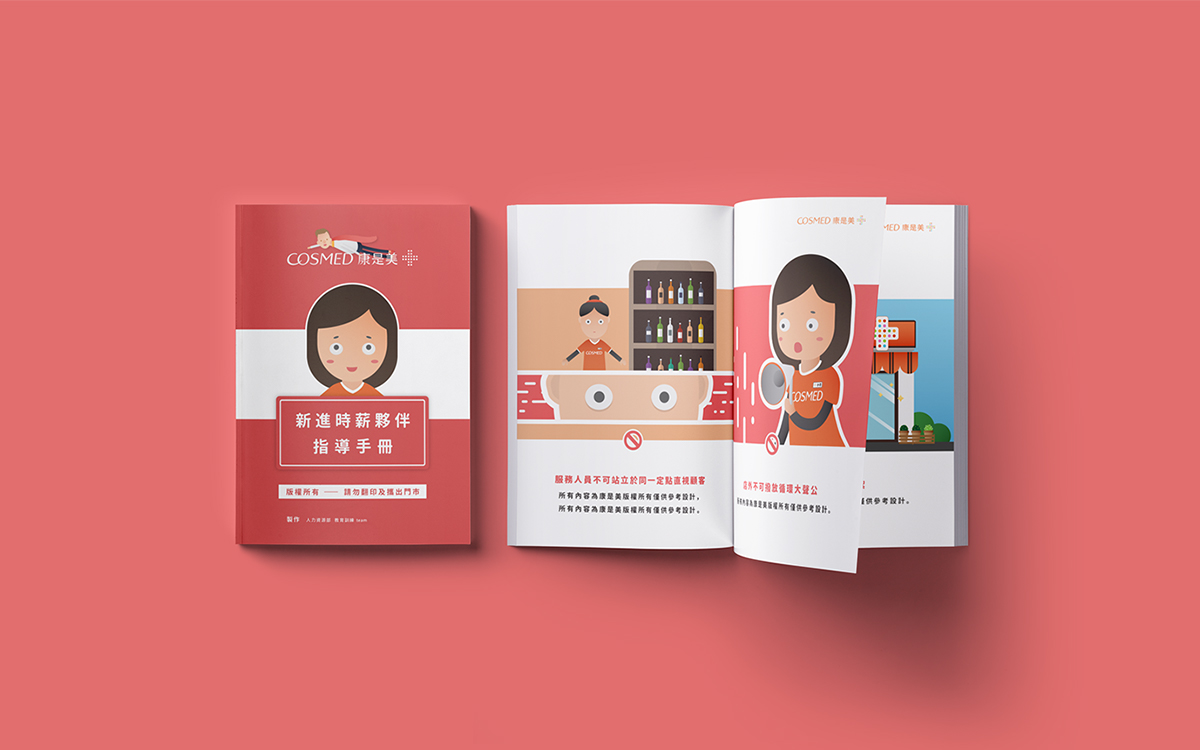 COSMED 康是美
新進時薪夥伴
指導手冊
版權所有 —— 請勿翻印及攜出門市
製作 人力資源部 教育訓練 team
COSMED
服務人員不可站立於同一定點直視顧客
所有內容為康是美版權所有僅供參考設計,
所有內容為康是美版權所有僅供參考設計。
COSMED 康是美
COSMED
店外不可撥放循環大聲公
所有內容為康是美版權所有僅供參考設計。
MED 康是美
供參考設計。